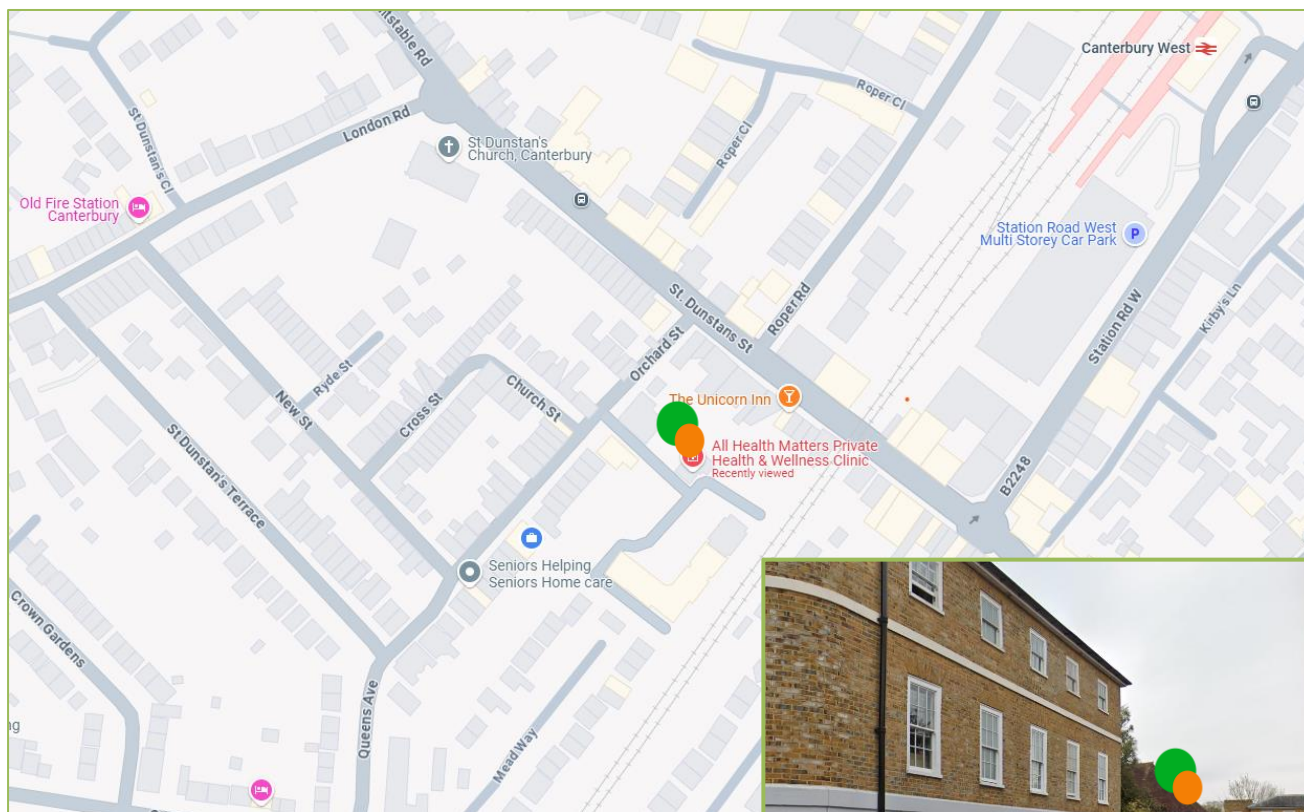 tstable Rd
Canterbury West
St Dunstan's Cl
London Rd
St Dunstan's
Church, Canterbury
Roper Cl
Roper Cl
Old Fire Station
Canterbury
Station Road West
Multi Storey Car Park
P
St. Dunstans St
Roper Rd
Kirby's Ln
Station Rd W
Orchard St
Ryde St
Church St
The Unicorn Inn
Cross St
New St
St Dunstan's Terrace
All Health Matters Private
Health & Wellness Clinic
Recently viewed
B2248
Seniors Helping
Seniors Home care
Crown Gardens
Queens Ave
Mead Way
ng